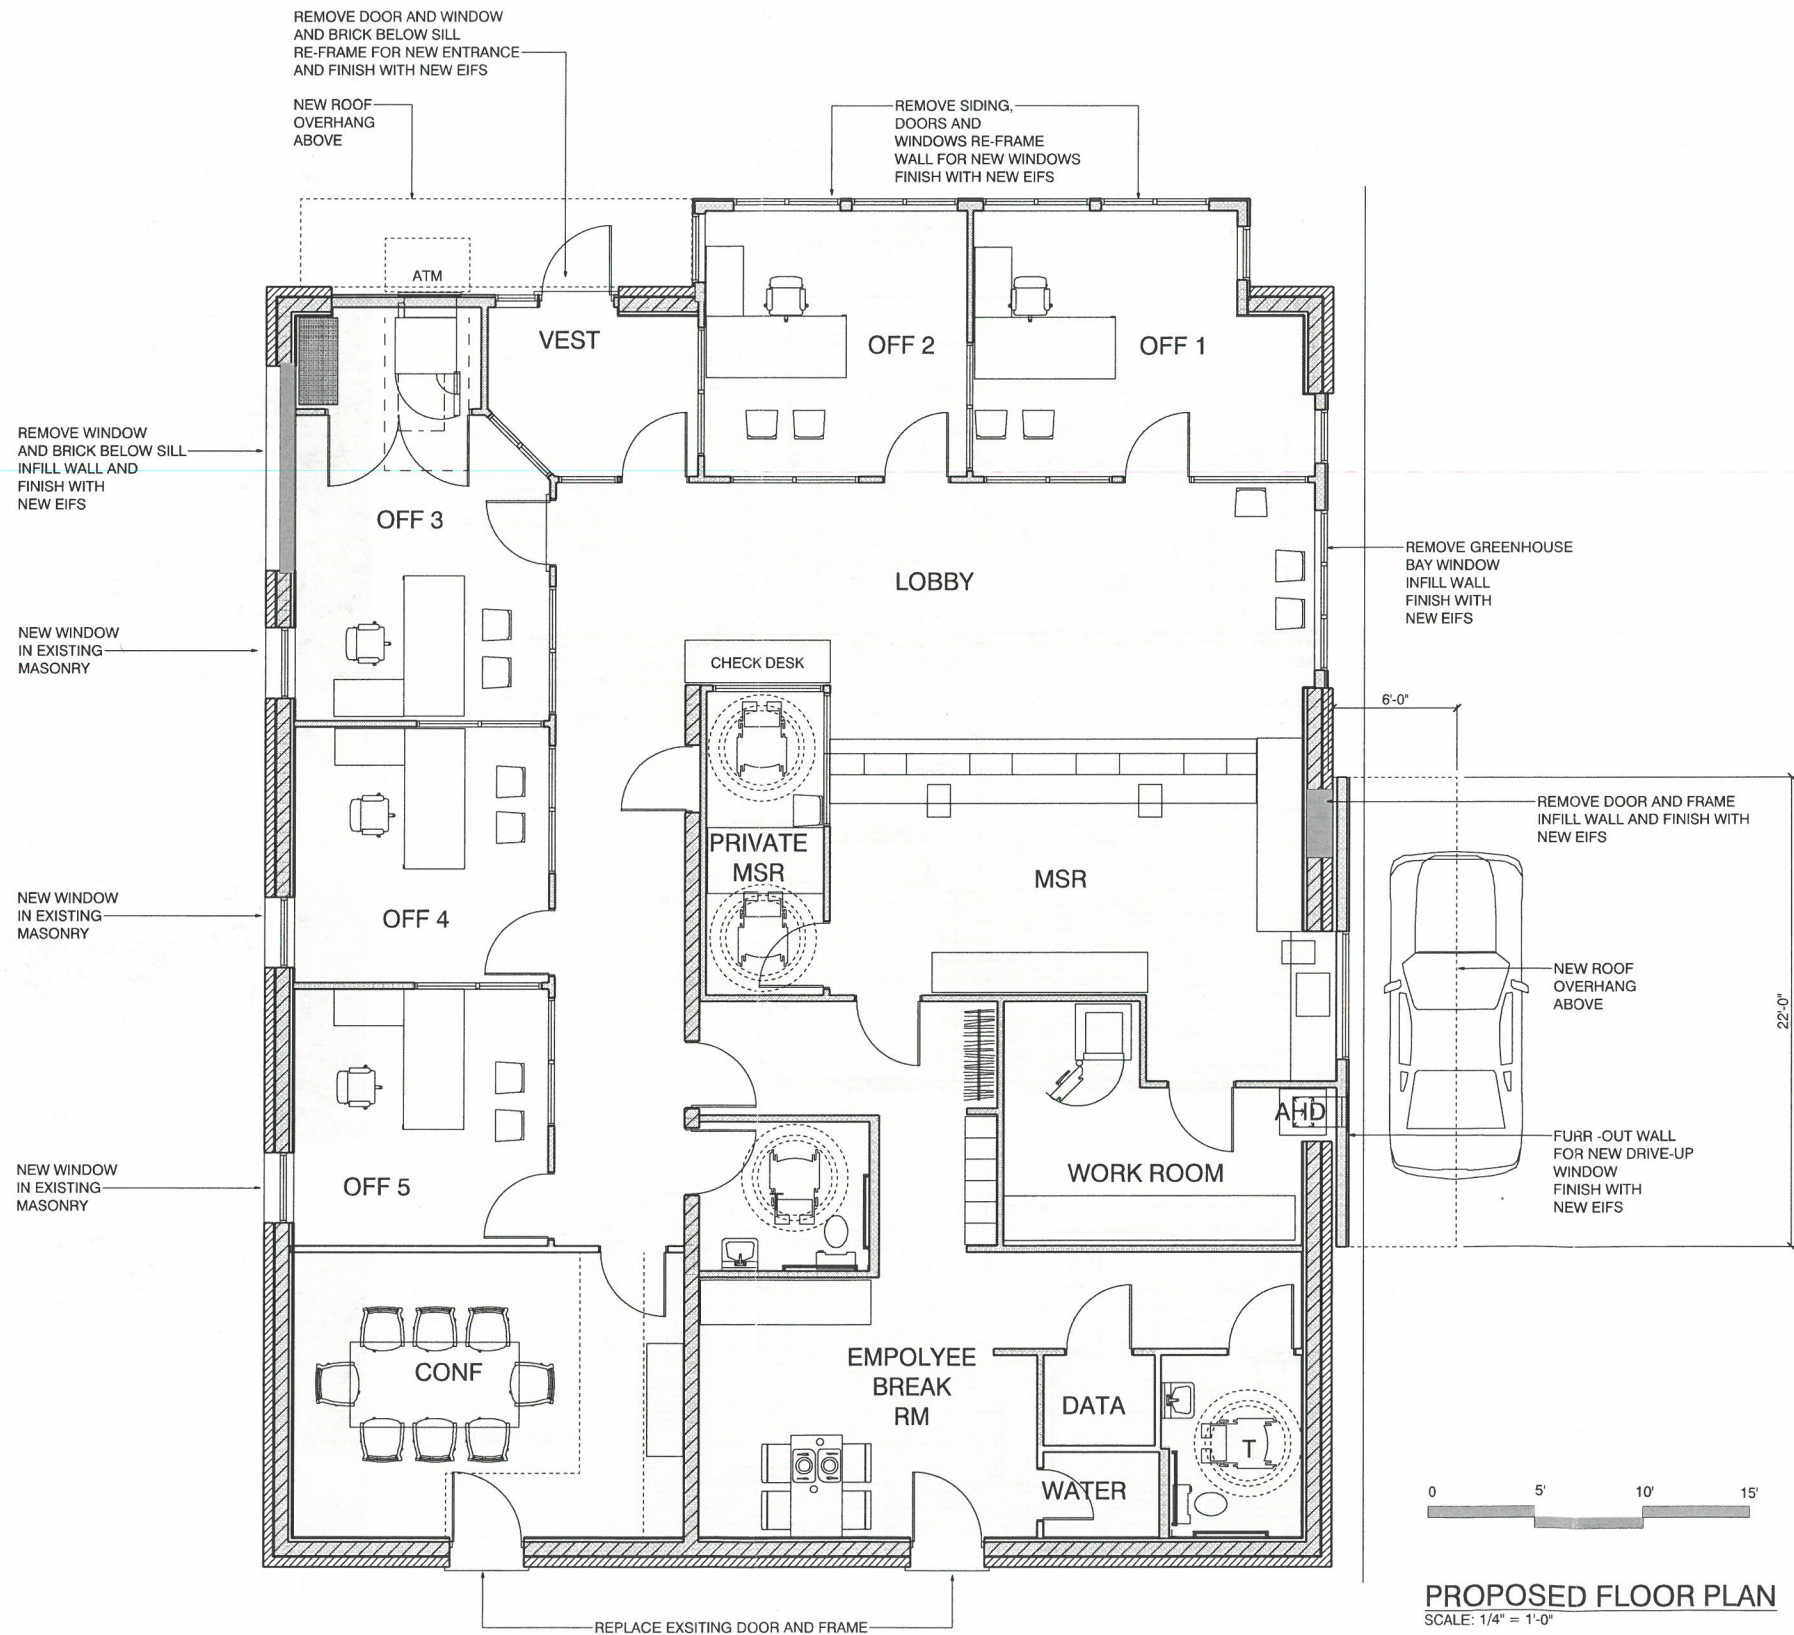 REMOVE DOOR AND WINDOW
AND BRICK BELOW SILL
RE-FRAME FOR NEW ENTRANCE
AND FINISH WITH NEW EIFS
NEW ROOF
OVERHANG
ABOVE
REMOVE SIDING,
DOORS AND
WINDOWS RE-FRAME
WALL FOR NEW WINDOWS
FINISH WITH NEW EIFS
ATM
VEST
OFF 2
OFF 1
REMOVE WINDOW
AND BRICK BELOW SILL
INFILL WALL AND
FINISH WITH
NEW EIFS
OFF 3
LOBBY
REMOVE GREENHOUSE
BAY WINDOW
INFILL WALL
FINISH WITH
NEW EIFS
NEW WINDOW
IN EXISTING
MASONRY
CHECK DESK
6'-0"
REMOVE DOOR AND FRAME
INFILL WALL AND FINISH WITH
NEW EIFS
PRIVATE
MSR
MSR
NEW WINDOW
IN EXISTING
MASONRY
OFF 4
NEW ROOF
OVERHANG
ABOVE
22'-0"
AHD
FURR -OUT WALL
FOR NEW DRIVE-UP
WINDOW
FINISH WITH
NEW EIFS
NEW WINDOW
IN EXISTING
MASONRY
OFF 5
WORK ROOM
CONF
EMPOLYEE
BREAK
RM
DATA
T
WATER
0 5' 10' 15'
PROPOSED FLOOR PLAN
SCALE: 1/4" = 1'-0"
REPLACE EXSITING DOOR AND FRAME